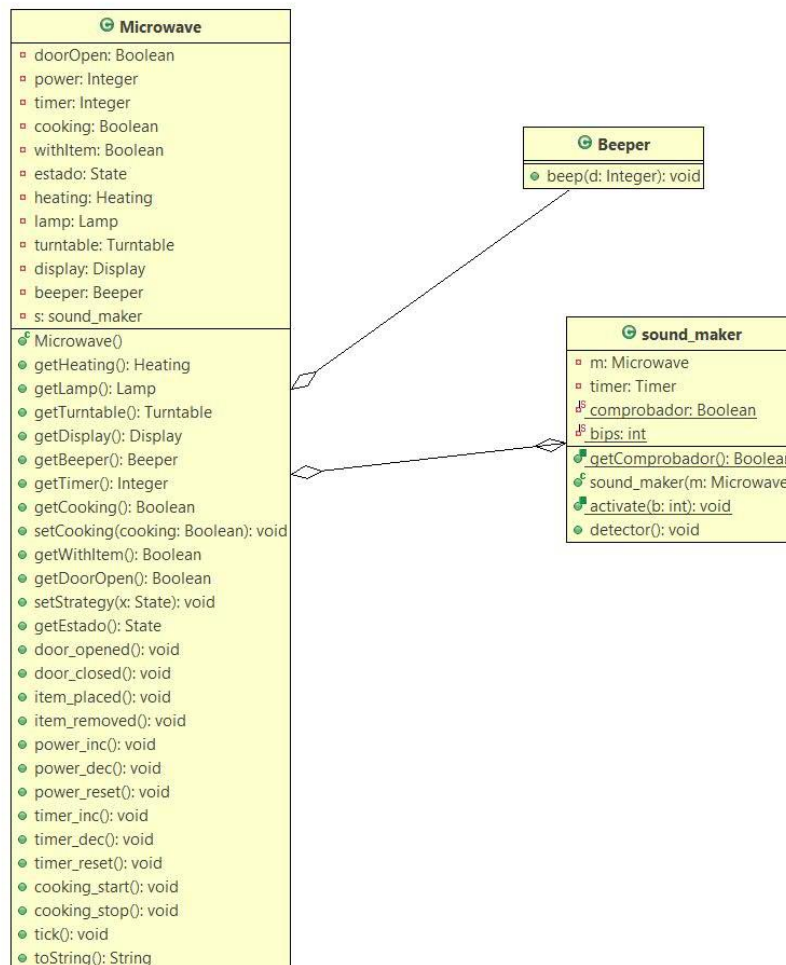 Microwave
doorOpen: Boolean
power: Integer
timer: Integer
cooking: Boolean
withItem: Boolean
estado: State
heating: Heating
lamp: Lamp
turntable: Turntable
display: Display
beeper: Beeper
s: sound_maker
Microwave()
getHeating(): Heating
getLamp(): Lamp
getTurntable(): Turntable
getDisplay(): Display
getBeeper(): Beeper
getTimer(): Integer
getCooking(): Boolean
setCooking(cooking: Boolean): void
getWithItem(): Boolean
getDoorOpen(): Boolean
setStrategy(x: State): void
getEstado(): State
door_opened(): void
door_closed(): void
item_placed(): void
item_removed(): void
power_inc(): void
power_dec(): void
power_reset(): void
timer_inc(): void
timer_dec(): void
timer_reset(): void
cooking_start(): void
cooking_stop(): void
tick(): void
toString(): String
Beeper
beep(d: Integer): void
sound_maker
m: Microwave
timer: Timer
comprobador: Boolean
bips: int
getComprobador(): Boolean
sound_maker(m: Microwave
activate(b: int): void
detector(): void